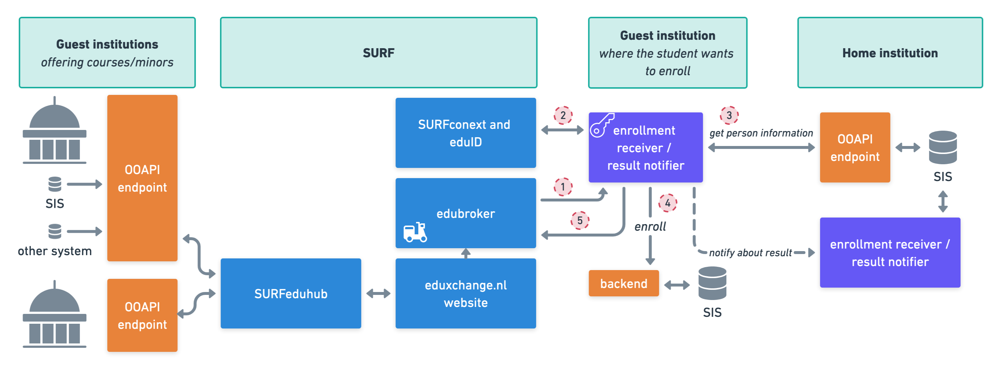 Guest institutions
offering courses/minors
SURF
Guest institution
where the student wants
to enroll
Home institution
OOAPI
endpoint
SIS
other system
OOAPI
endpoint
SURFeduhub
SURFconext and
eduID
edubroker
eduxchange.nl
website
2
1
5
enrollment
receiver /
result notifier
3
get person information
4
enroll
notify about result
backend
SIS
OOAPI
endpoint
SIS
enrollment receiver /
result notifier